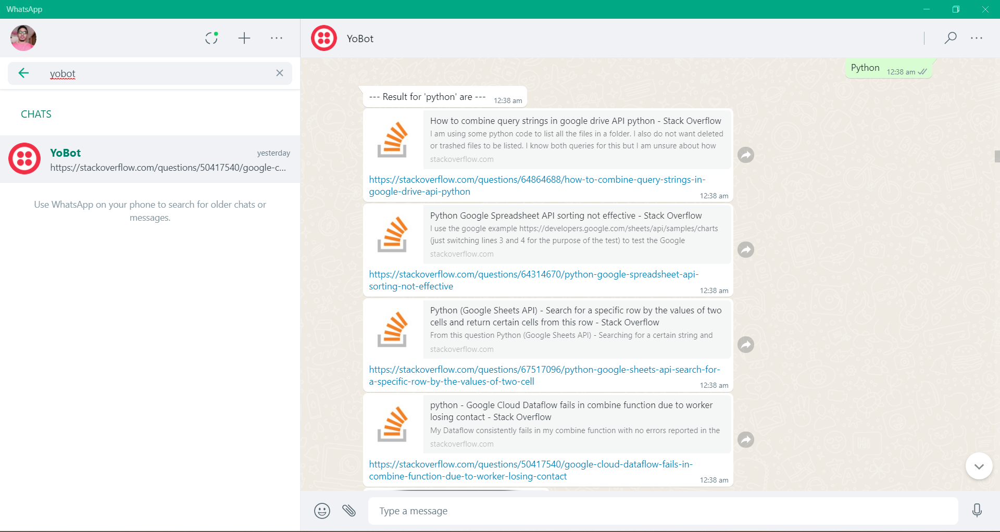 WhatsApp
yobot
CHATS
YoBot
yesterday
https://stackoverflow.com/questions/50417540/google-c...
Use WhatsApp on your phone to search for older chats or
messages.
YoBot
Python
12:38 am
--- Result for 'python' are ---
12:38 am
How to combine query strings in google drive API python - Stack Overflow
I am using some python code to list all the files in a folder. I also do not want deleted
or trashed files to be listed. I know both queries for this but I am unsure about how
stackoverflow.com
https://stackoverflow.com/questions/64864688/how-to-combine-query-strings-in-
google-drive-api-python
12:38 am
Python Google Spreadsheet API sorting not effective - Stack Overflow
I use the google example https://developers.google.com/sheets/api/samples/charts
(just switching lines 3 and 4 for the purpose of the test) to test the Google
stackoverflow.com
https://stackoverflow.com/questions/64314670/python-google-spreadsheet-api-
sorting-not-effective
12:38 am
Python (Google Sheets API) - Search for a specific row by the values of two
cells and return certain cells from this row - Stack Overflow
From this question Python (Google Sheets API) - Searching for a certain string and
stackoverflow.com
https://stackoverflow.com/questions/67517096/python-google-sheets-api-search-for-
a-specific-row-by-the-values-of-two-cell
12:38 am
python - Google Cloud Dataflow fails in combine function due to worker
losing contact - Stack Overflow
My Dataflow consistently fails in my combine function with no errors reported in the
stackoverflow.com
https://stackoverflow.com/questions/50417540/google-cloud-dataflow-fails-in-
combine-function-due-to-worker-losing-contact
12:38 am
Type a message